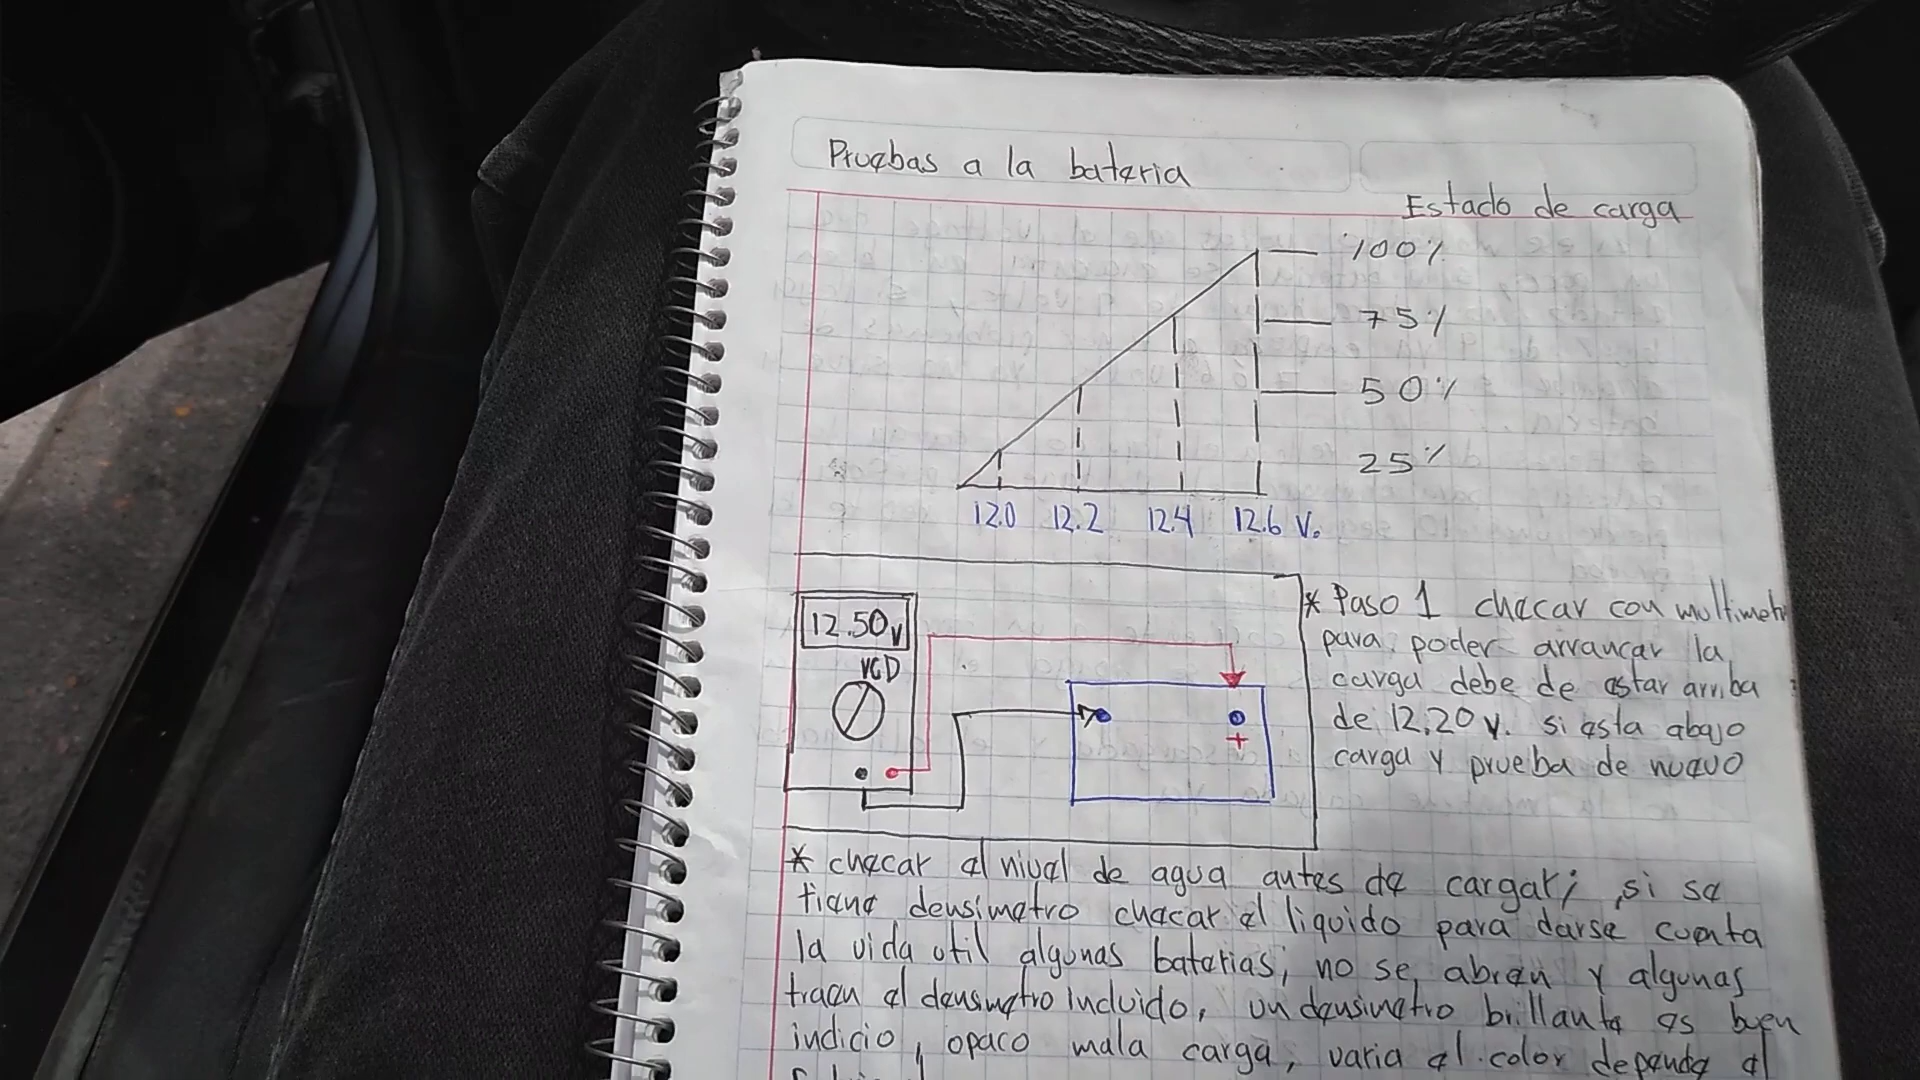 Pruebas a la bateria
Estado de carga
100%
75%
50%
25%
12.0 12.2 12.4 12.6 V.
12.50v
VCD
+
* Paso 1 checar con multimetr
para poder arrancar la
carga debe de estar arriba
de 12.20 v. si esta abajo
carga y prueba de nuevo
* checar el nivel de agua antes de cargar; si se
tiene densimetro checar el liquido para darse cuenta
la vida util algunas baterias; no se abren y algunas
traen el densimetro incluido, un densimetro brillante es buen
indicio, opaco mala carga, varia el color depende el